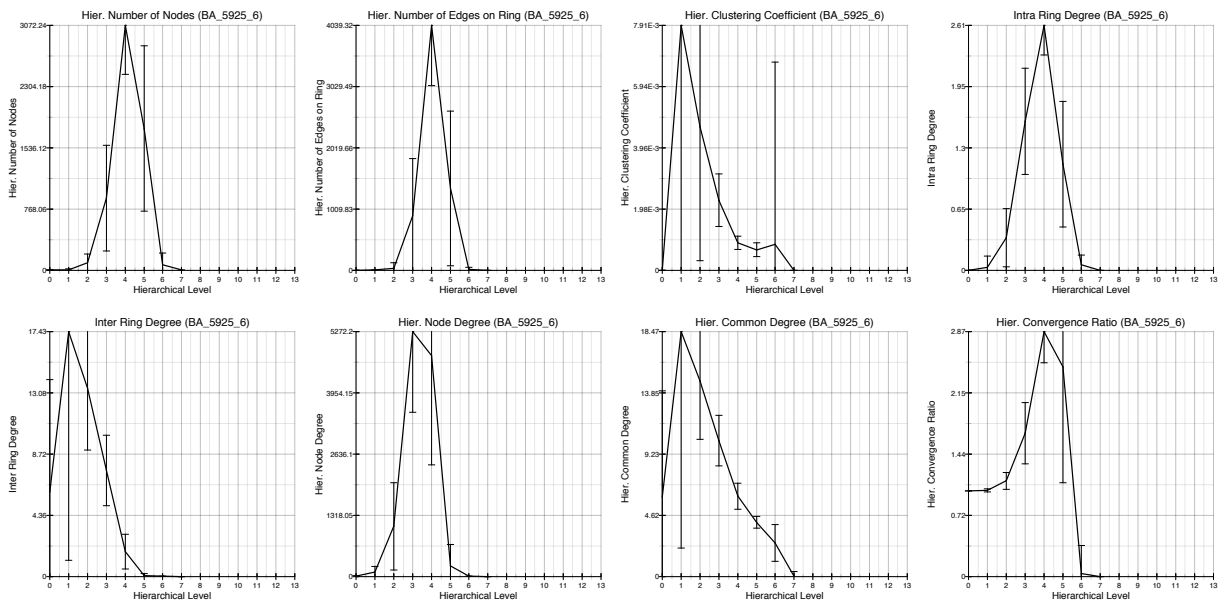 Hier. Number of Nodes (BA_5925_6)
Hier. Number of Nodes
3072.24
2304.18
1536.12
768.06
0
0 1 2 3 4 5 6 7 8 9 10 11 12 13
Hierarchical Level
Hier. Number of Edges on Ring (BA_5925_6)
Hier. Number of Edges on Ring
4039.32
3029.49
2019.66
1009.83
0
0 1 2 3 4 5 6 7 8 9 10 11 12 13
Hierarchical Level
Hier. Clustering Coefficient (BA_5925_6)
Hier. Clustering Coefficient
7.91E-3
5.94E-3
3.96E-3
1.98E-3
0
0 1 2 3 4 5 6 7 8 9 10 11 12 13
Hierarchical Level
Intra Ring Degree (BA_5925_6)
Intra Ring Degree
2.61
1.95
1.3
0.65
0
0 1 2 3 4 5 6 7 8 9 10 11 12 13
Hierarchical Level
Inter Ring Degree (BA_5925_6)
Inter Ring Degree
17.43
13.08
8.72
4.36
0
0 1 2 3 4 5 6 7 8 9 10 11 12 13
Hierarchical Level
Hier. Node Degree (BA_5925_6)
Hier. Node Degree
5272.2
3954.15
2636.1
1318.05
0
0 1 2 3 4 5 6 7 8 9 10 11 12 13
Hierarchical Level
Hier. Common Degree (BA_5925_6)
Hier. Common Degree
18.47
13.85
9.23
4.62
0
0 1 2 3 4 5 6 7 8 9 10 11 12 13
Hierarchical Level
Hier. Convergence Ratio (BA_5925_6)
Hier. Convergence Ratio
2.87
2.15
1.44
0.72
0
0 1 2 3 4 5 6 7 8 9 10 11 12 13
Hierarchical Level